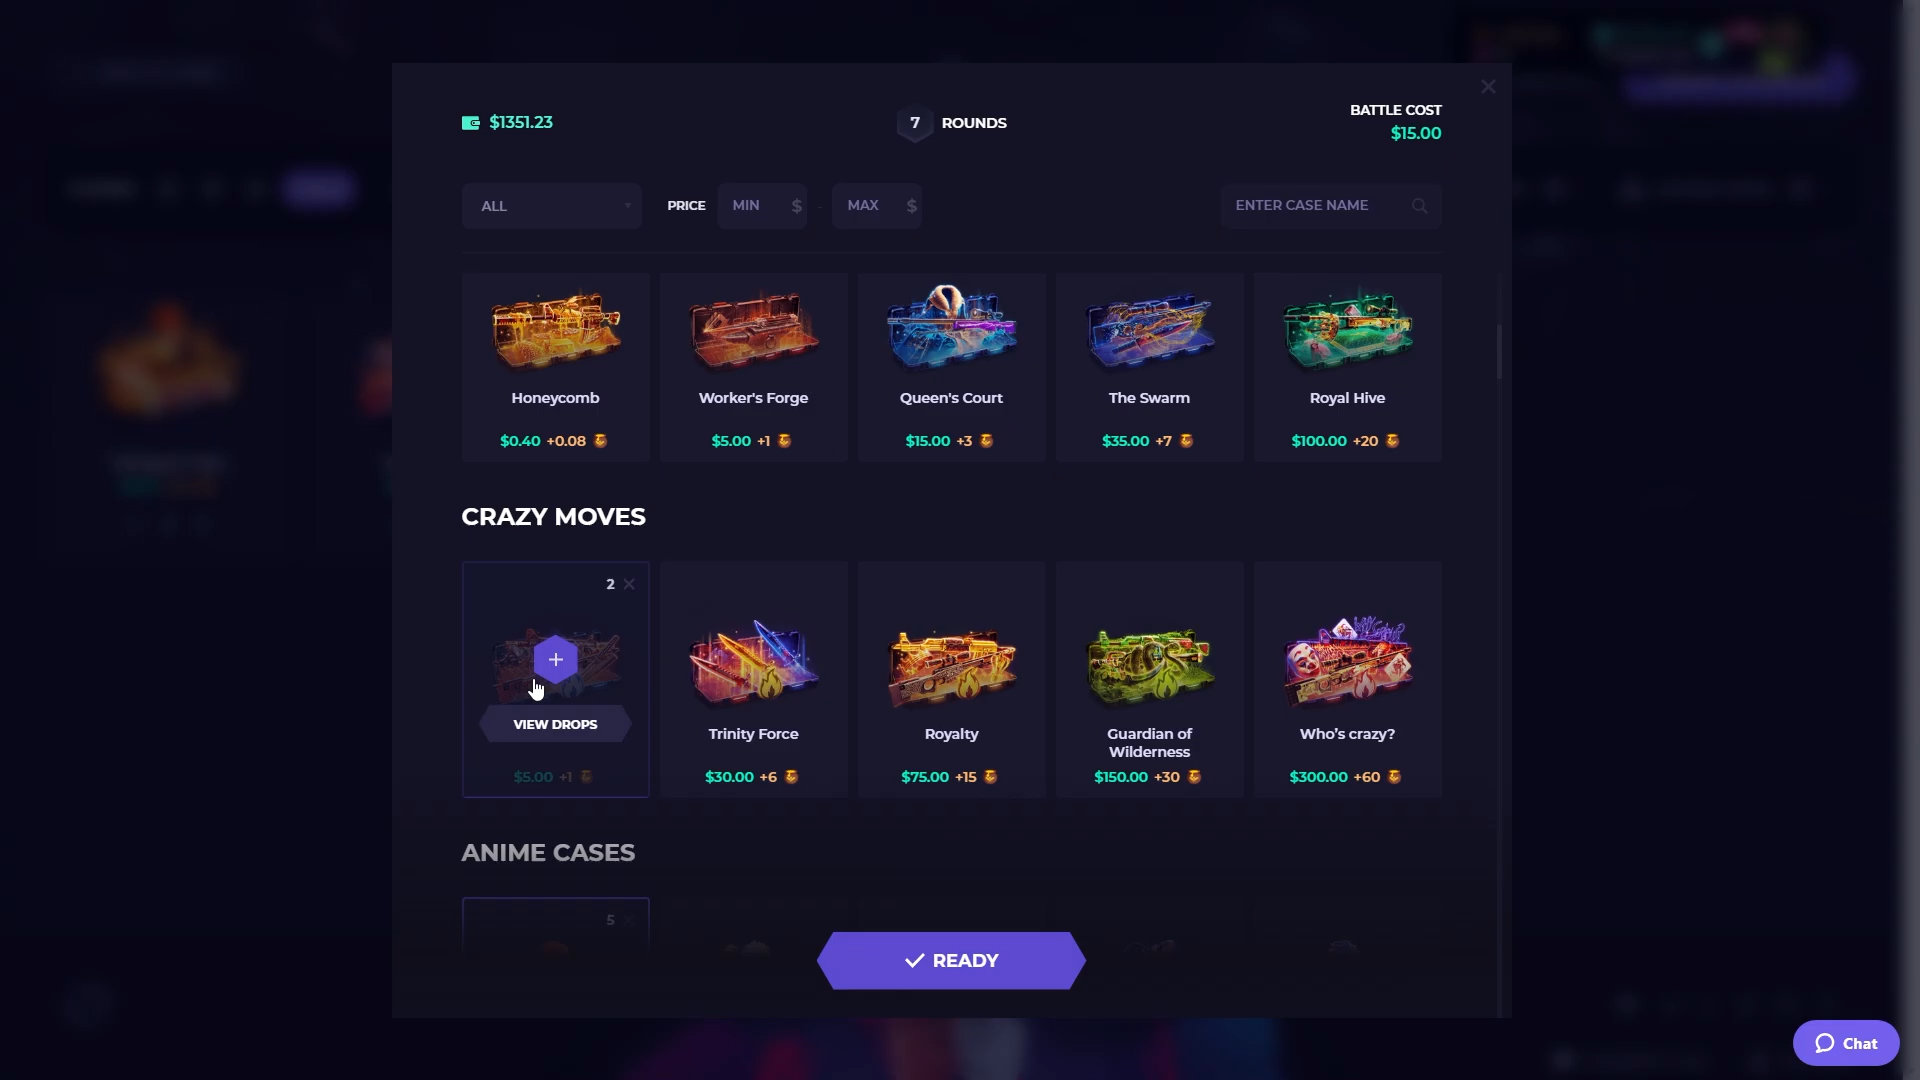 $1351.23
7 ROUNDS
BATTLE COST
$15.00
ALL
PRICE
MIN $
-
MAX $
ENTER CASE NAME
Honeycomb
$0.40 +0.08
Worker's Forge
$5.00 +1
Queen's Court
$15.00 +3
The Swarm
$35.00 +7
Royal Hive
$100.00 +20
CRAZY MOVES
2
VIEW DROPS
$5.00 +1
Trinity Force
$30.00 +6
Royalty
$75.00 +15
Guardian of
Wilderness
$150.00 +30
Who's crazy?
$300.00 +60
ANIME CASES
5
READY
Chat